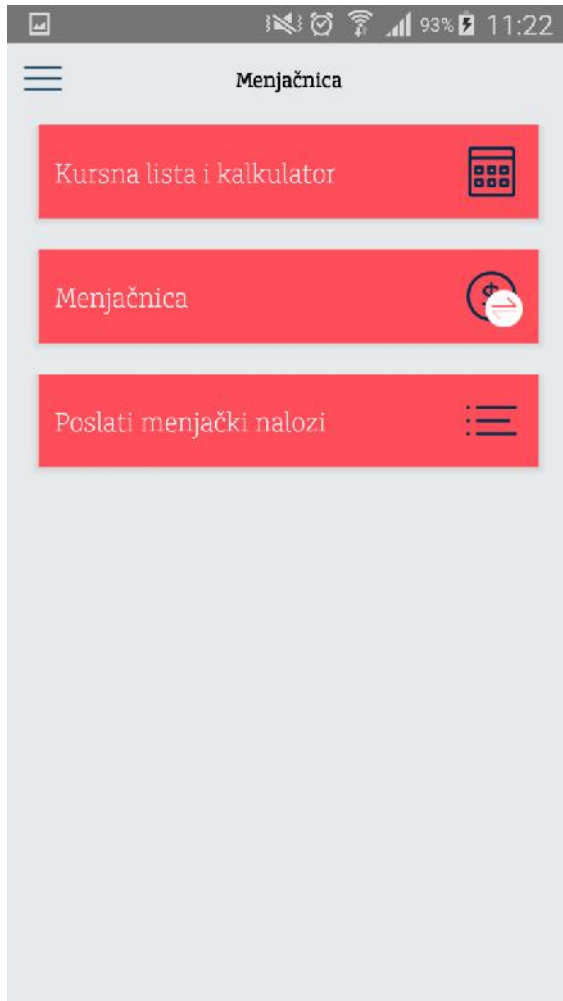 93% 11:22
Menjačnica
Kursna lista i kalkulator
Menjačnica
Poslati menjački nalozi